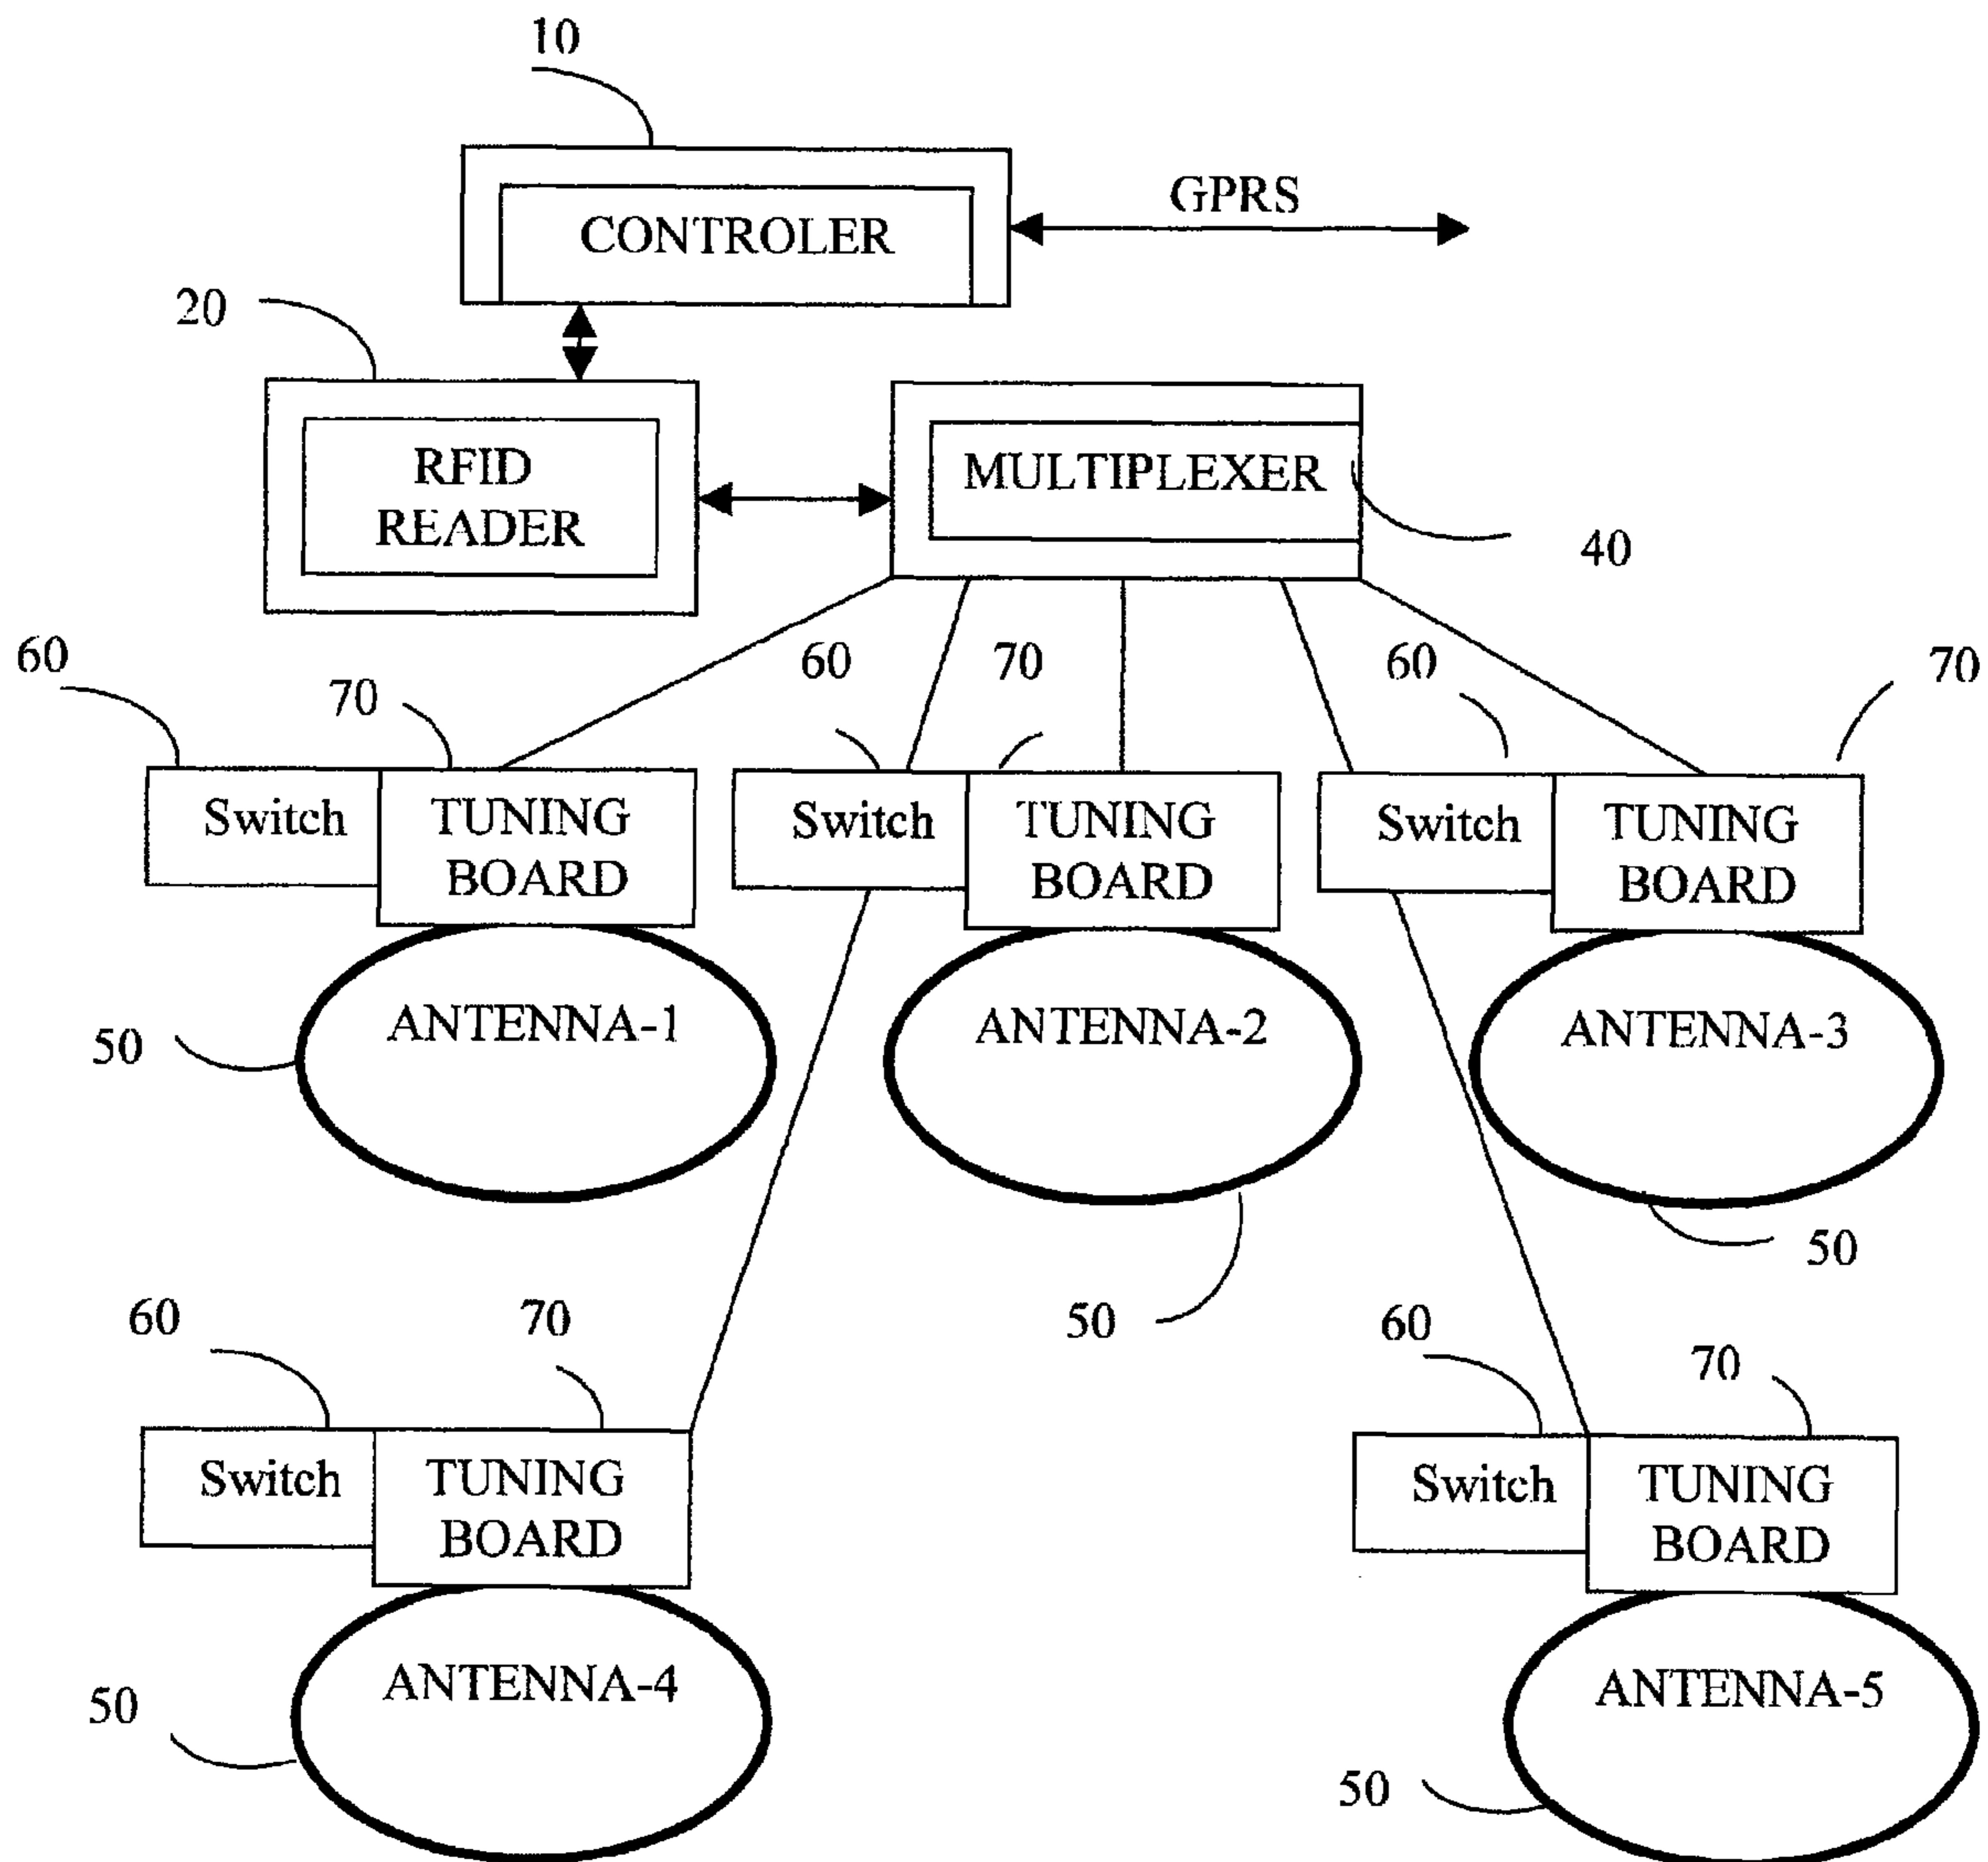 10
GPRS
CONTROLER
20
RFID
READER
MULTIPLEXER
40
60
70
60
70
60
70
Switch
TUNING
BOARD
Switch
TUNING
BOARD
Switch
TUNING
BOARD
ANTENNA-1
ANTENNA-2
ANTENNA-3
50
50
50
60
70
60
70
Switch
TUNING
BOARD
Switch
TUNING
BOARD
ANTENNA-4
ANTENNA-5
50
50